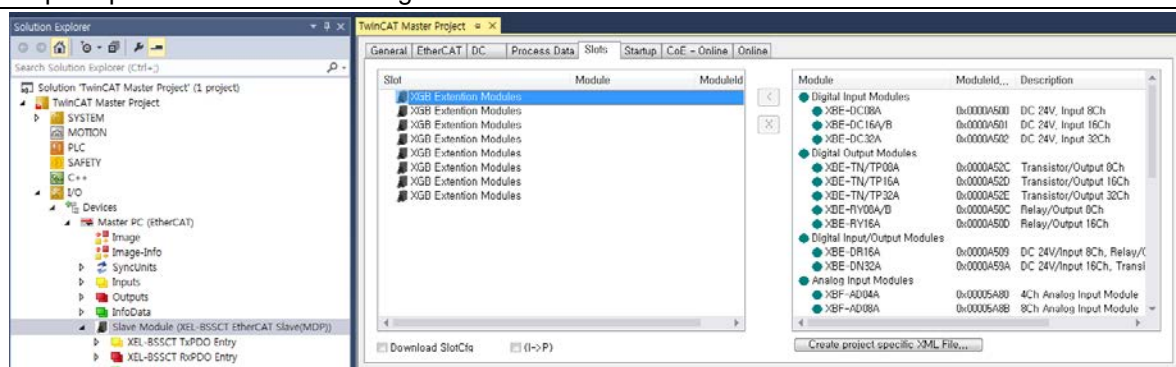 Solution Explorer
Search Solution Explorer (Ctrl+;)
Solution 'TwinCAT Master Project' (1 project)
TwinCAT Master Project
SYSTEM
MOTION
PLC
SAFETY
C++
I/O
Devices
Master PC (EtherCAT)
Image
Image-Info
SyncUnits
Inputs
Outputs
InfoData
Slave Module (XEL-BSSCT EtherCAT Slave(MDP))
XEL-BSSCT TxPDO Entry
XEL-BSSCT RxPDO Entry
TwinCAT Master Project
General EtherCAT DC Process Data Slots Startup CoE - Online Online
Slot Module ModuleId
XGB Extention Modules
XGB Extention Modules
XGB Extention Modules
XGB Extention Modules
XGB Extention Modules
XGB Extention Modules
XGB Extention Modules
XGB Extention Modules
< 
X
Module ModuleId... Description
Digital Input Modules
XBE-DC08A 0x0000A500 DC 24V, Input 8Ch
XBE-DC16A/B 0x0000A501 DC 24V, Input 16Ch
XBE-DC32A 0x0000A502 DC 24V, Input 32Ch
Digital Output Modules
XBE-TN/TP08A 0x0000A52C Transistor/Output 8Ch
XBE-TN/TP16A 0x0000A52D Transistor/Output 16Ch
XBE-TN/TP32A 0x0000A52E Transistor/Output 32Ch
XBE-RY08A/B 0x0000A50C Relay/Output 8Ch
XBE-RY16A 0x0000A50D Relay/Output 16Ch
Digital Input/Output Modules
XBE-DR16A 0x0000A509 DC 24V/Input 8Ch, Relay/(
XBE-DN32A 0x0000A59A DC 24V/Input 16Ch, Transi
Analog Input Modules
XBF-AD04A 0x00005A80 4Ch Analog Input Module
XBF-AD08A 0x00005A8B 8Ch Analog Input Module
Download SlotCfg (I->P)
Create project specific XML File...